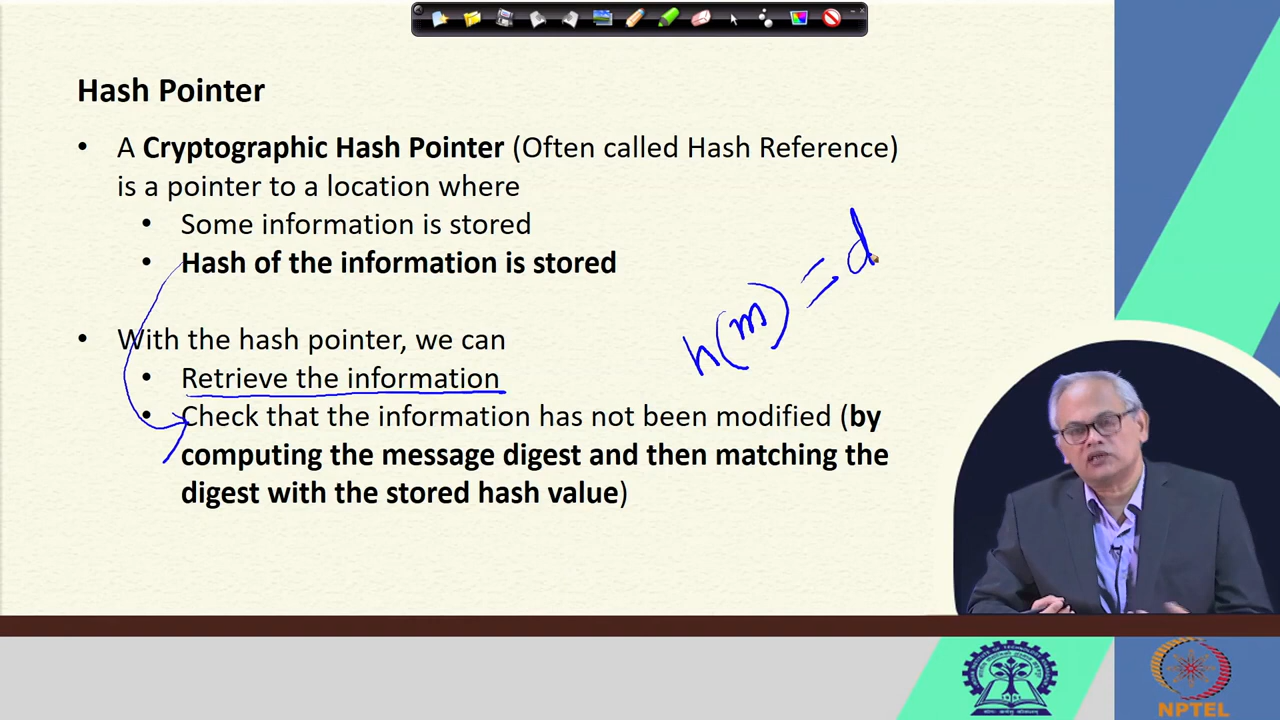 Hash Pointer
• A Cryptographic Hash Pointer (Often called Hash Reference)
is a pointer to a location where
• Some information is stored
• Hash of the information is stored
h(m) = d
• With the hash pointer, we can
• Retrieve the information
• Check that the information has not been modified (by
computing the message digest and then matching the
digest with the stored hash value)
NPTEL